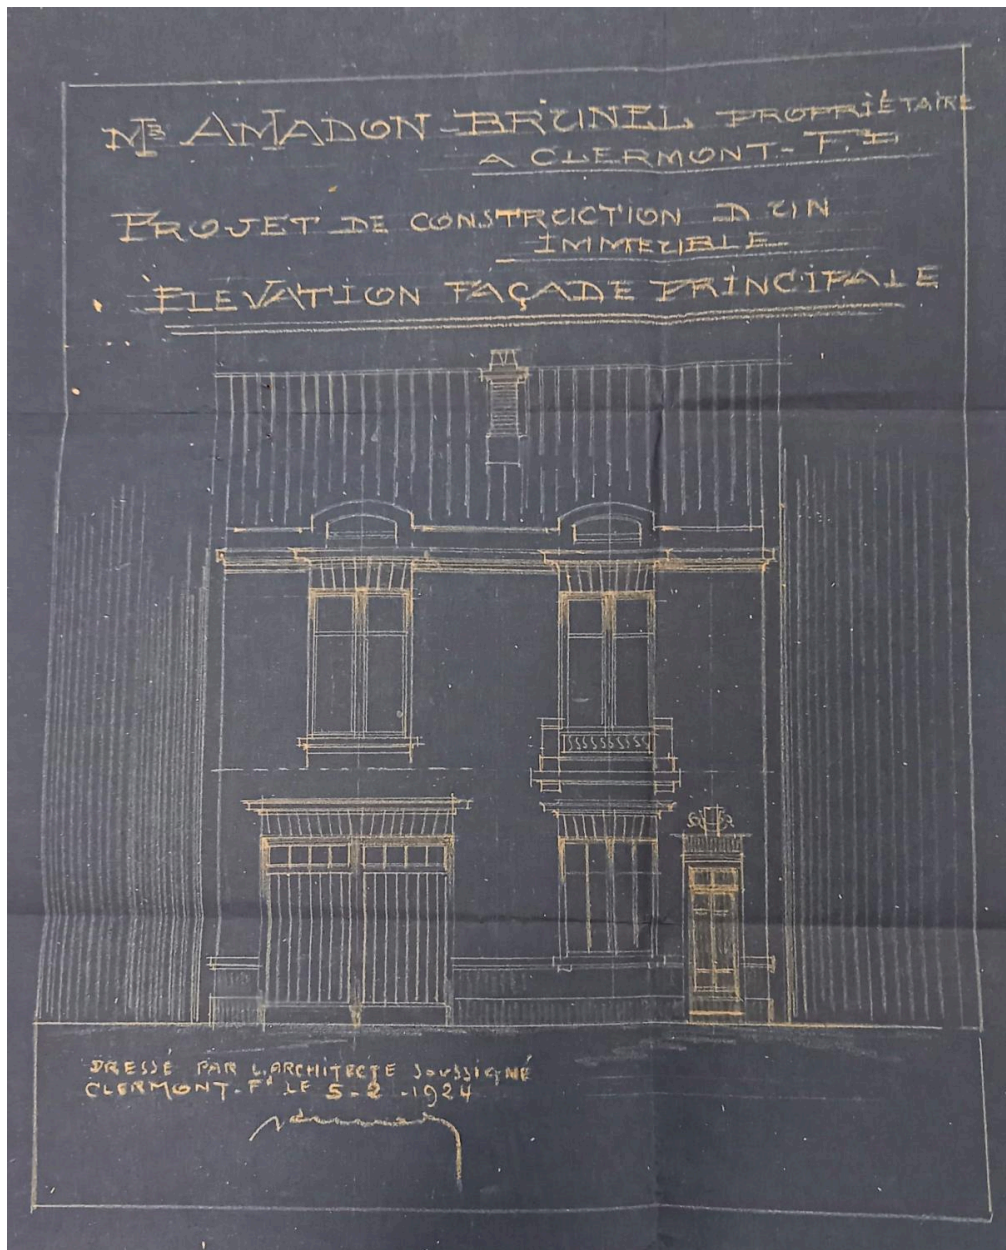 Mr AMADON-BRUNEL PROPRIÉTAIRE
A CLERMONT-Fd
PROJET DE CONSTRUCTION D UN
IMMEUBLE
ÉLÉVATION FAÇADE PRINCIPALE
DRESSÉ PAR L'ARCHITECTE SOUSSIGNÉ
CLERMONT-Fd LE 5-2-1924